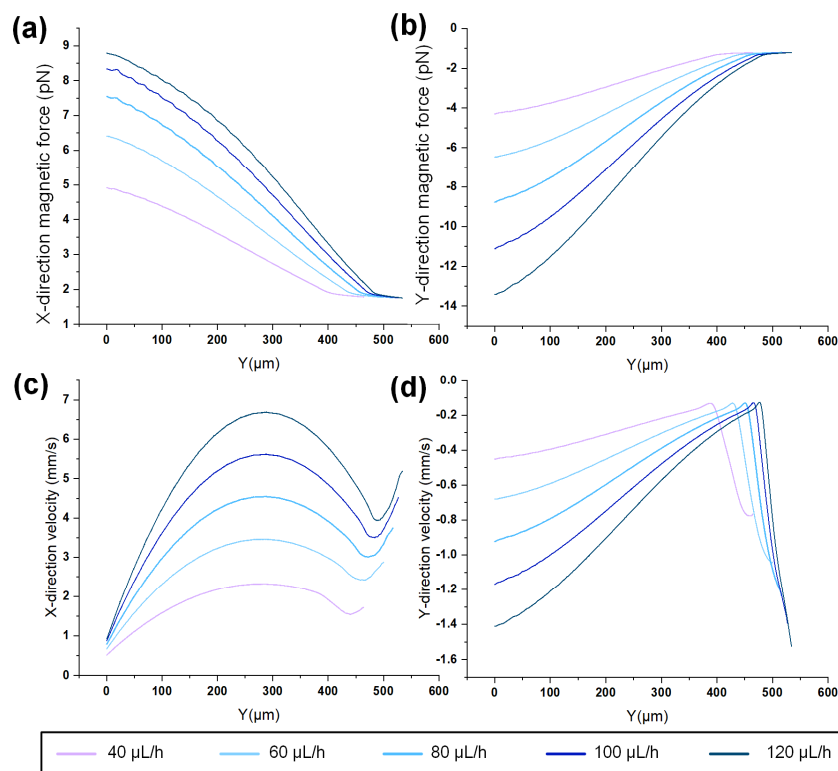 (a)
X-direction magnetic force (pN)
9
8
7
6
5
4
3
2
1
0 100 200 300 400 500 600
Y(μm)
(b)
Y-direction magnetic force (pN)
0
-2
-4
-6
-8
-10
-12
-14
0 100 200 300 400 500 600
Y(μm)
(c)
X-direction velocity (mm/s)
7
6
5
4
3
2
1
0
0 100 200 300 400 500 600
Y(μm)
(d)
Y-direction velocity (mm/s)
0.0
-0.2
-0.4
-0.6
-0.8
-1.0
-1.2
-1.4
-1.6
0 100 200 300 400 500 600
Y(μm)
40 μL/h 60 μL/h 80 μL/h 100 μL/h 120 μL/h